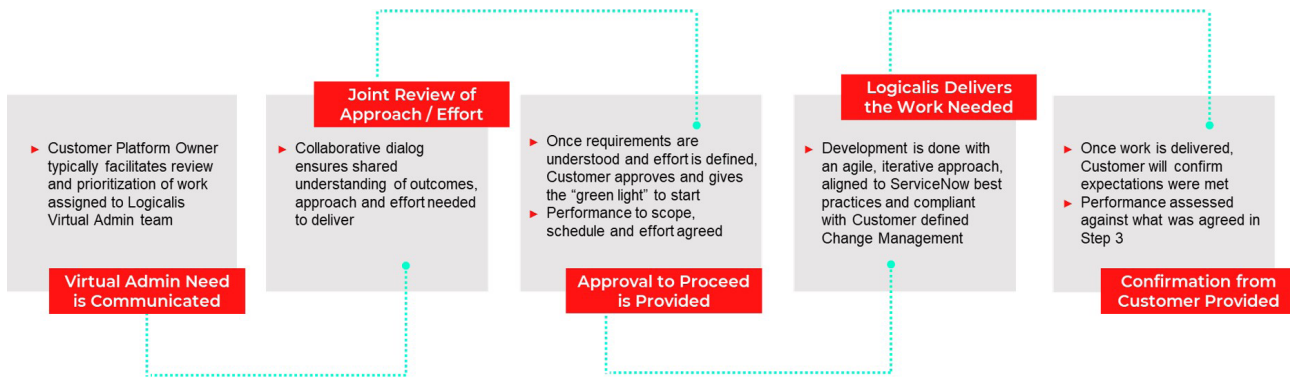 Virtual Admin Need
is Communicated
► Customer Platform Owner
typically facilitates review
and prioritization of work
assigned to Logicalis
Virtual Admin team
Joint Review of
Approach / Effort
► Collaborative dialog
ensures shared
understanding of outcomes,
approach and effort needed
to deliver
► Once requirements are
understood and effort is defined,
Customer approves and gives
the “green light” to start
► Performance to scope,
schedule and effort agreed
Approval to Proceed
is Provided
Logicalis Delivers
the Work Needed
► Development is done with
an agile, iterative approach,
aligned to ServiceNow best
practices and compliant
with Customer defined
Change Management
► Once work is delivered,
Customer will confirm
expectations were met
► Performance assessed
against what was agreed in
Step 3
Confirmation from
Customer Provided